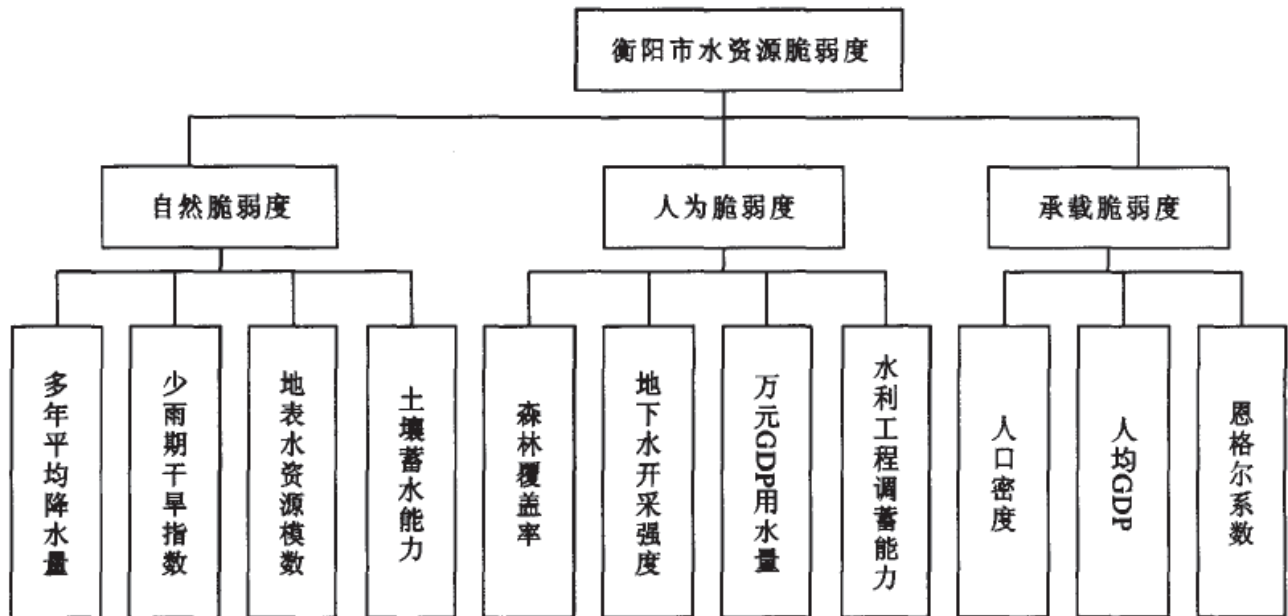 衡阳市水资源脆弱度
自然脆弱度
人为脆弱度
承载脆弱度
多年平均降水量
少雨期干旱指数
地表水资源模数
土壤蓄水能力
森林覆盖率
地下水开采强度
万元GDP用水量
水利工程调蓄能力
人口密度
人均GDP
恩格尔系数